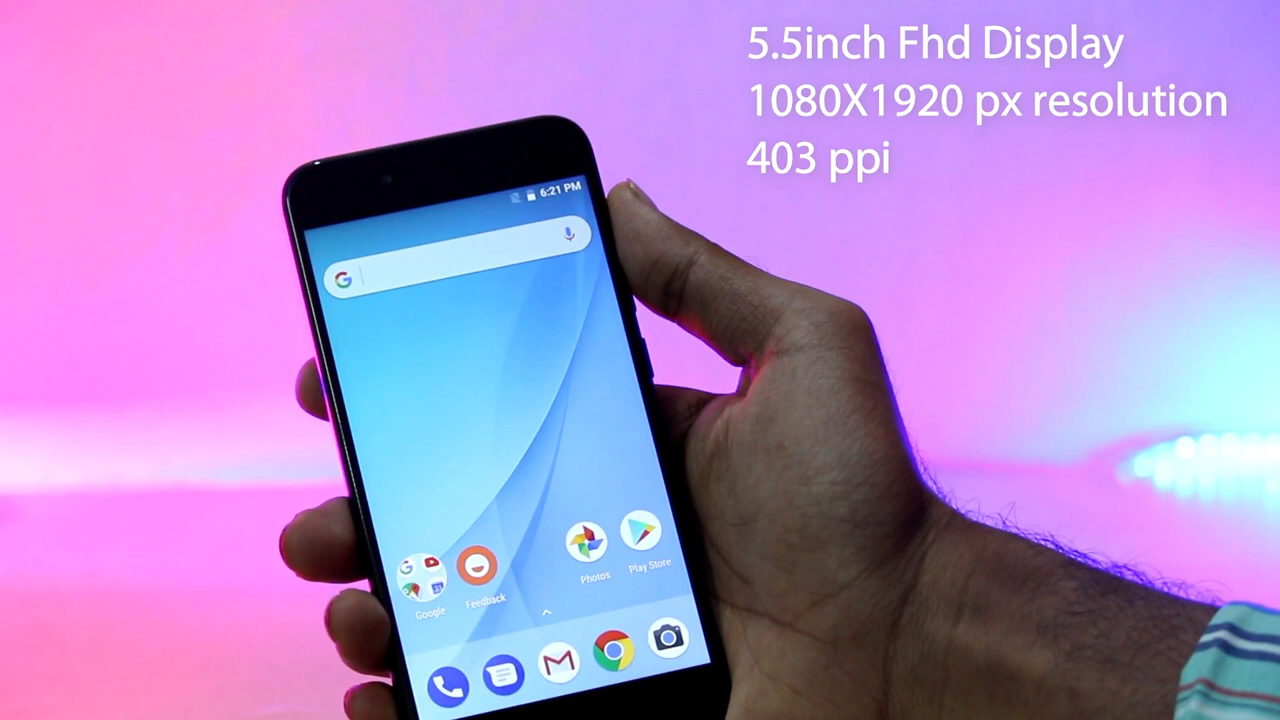 5.5inch Fhd Display
1080X1920 px resolution
403 ppi
6:21 PM
G
Photos
Play Store
Google
Feedback